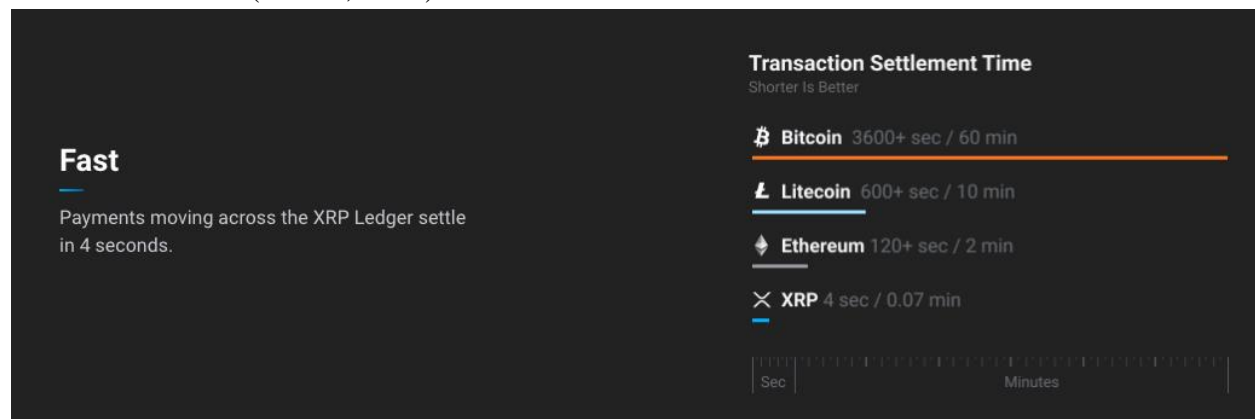 Fast
Payments moving across the XRP Ledger settle
in 4 seconds.
Transaction Settlement Time
Shorter Is Better
Bitcoin 3600+ sec / 60 min
Litecoin 600+ sec / 10 min
Ethereum 120+ sec / 2 min
XRP 4 sec / 0.07 min
Sec Minutes